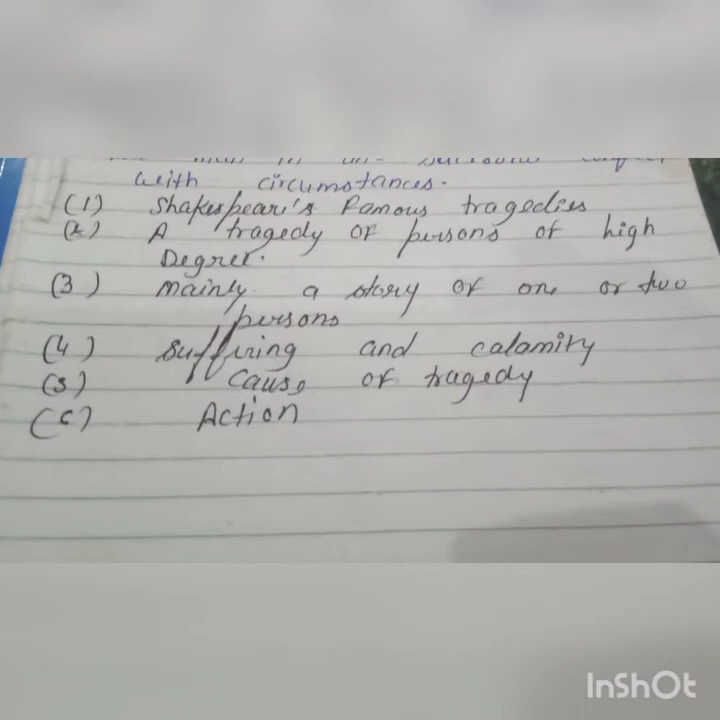 with circumstances.
(1) Shakespeari's Famous tragedies
(2) A tragedy of persons of high
Degree.
(3) mainly a story of one or two
persons
(4) Suffering and calamity
(5) Cause of tragedy
(6) Action
InShOt